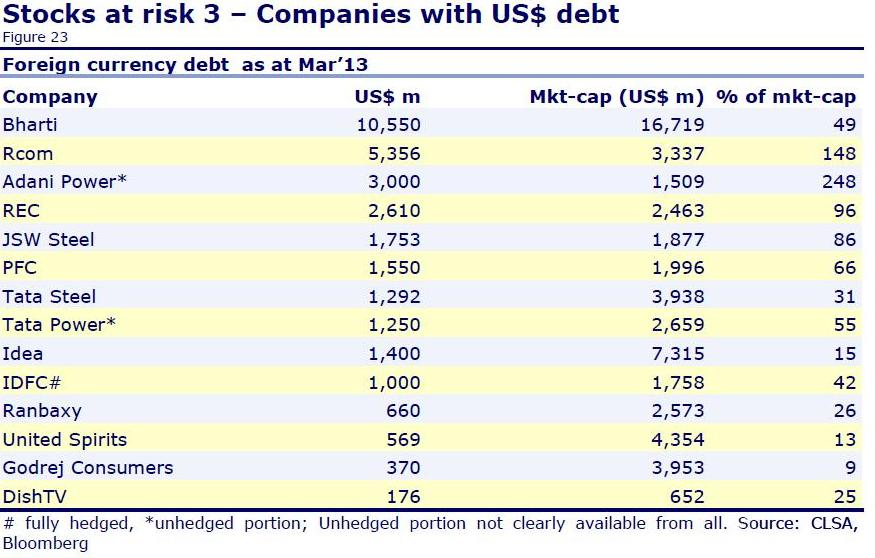 Stocks at risk 3 – Companies with US$ debt
Figure 23
Foreign currency debt as at Mar’13
Company US$ m Mkt-cap (US$ m) % of mkt-cap
Bharti 10,550 16,719 49
Rcom 5,356 3,337 148
Adani Power* 3,000 1,509 248
REC 2,610 2,463 96
JSW Steel 1,753 1,877 86
PFC 1,550 1,996 66
Tata Steel 1,292 3,938 31
Tata Power* 1,250 2,659 55
Idea 1,400 7,315 15
IDFC# 1,000 1,758 42
Ranbaxy 660 2,573 26
United Spirits 569 4,354 13
Godrej Consumers 370 3,953 9
DishTV 176 652 25
# fully hedged, *unhedged portion; Unhedged portion not clearly available from all. Source: CLSA,
Bloomberg